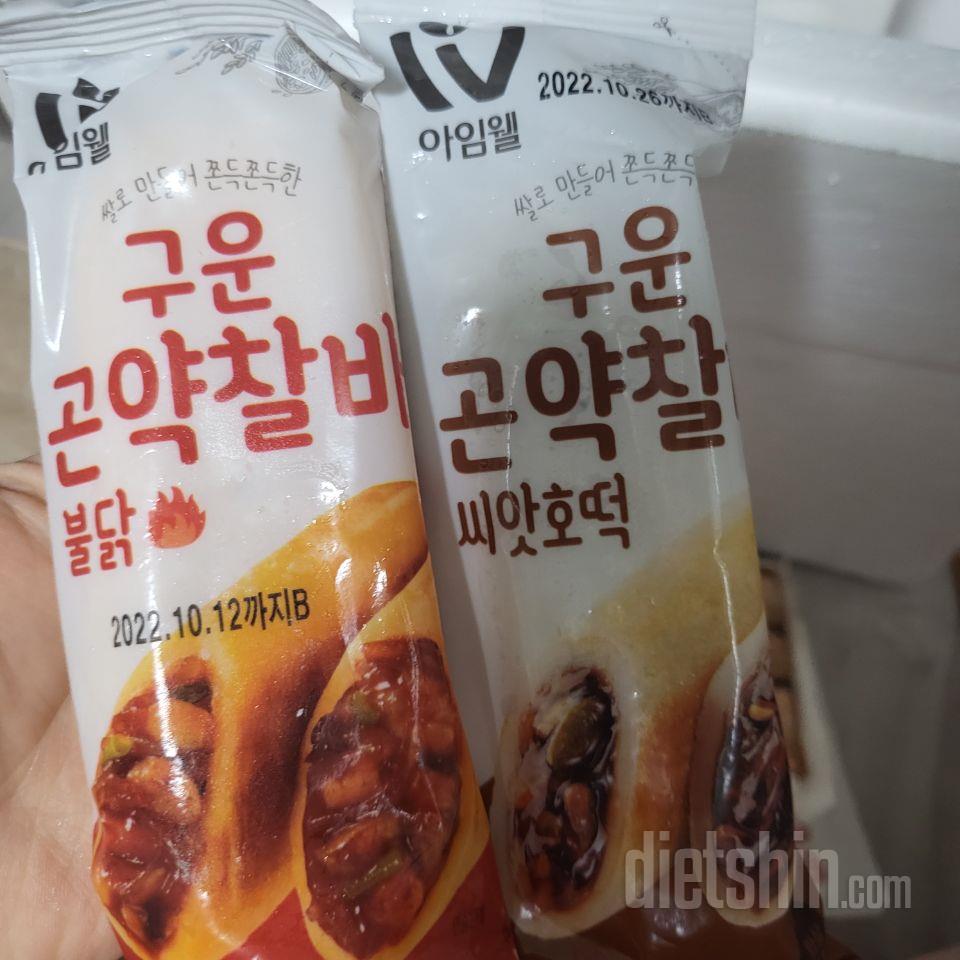 임웰
쌀로 만들어 쫀득쫀득한
구운
곤약찰바
불닭
2022.10.12까지B
2022.10.26까지B
아임웰
쌀로 만들어 쫀득쫀득
구운
곤약찰
씨앗호떡
dietshin.com